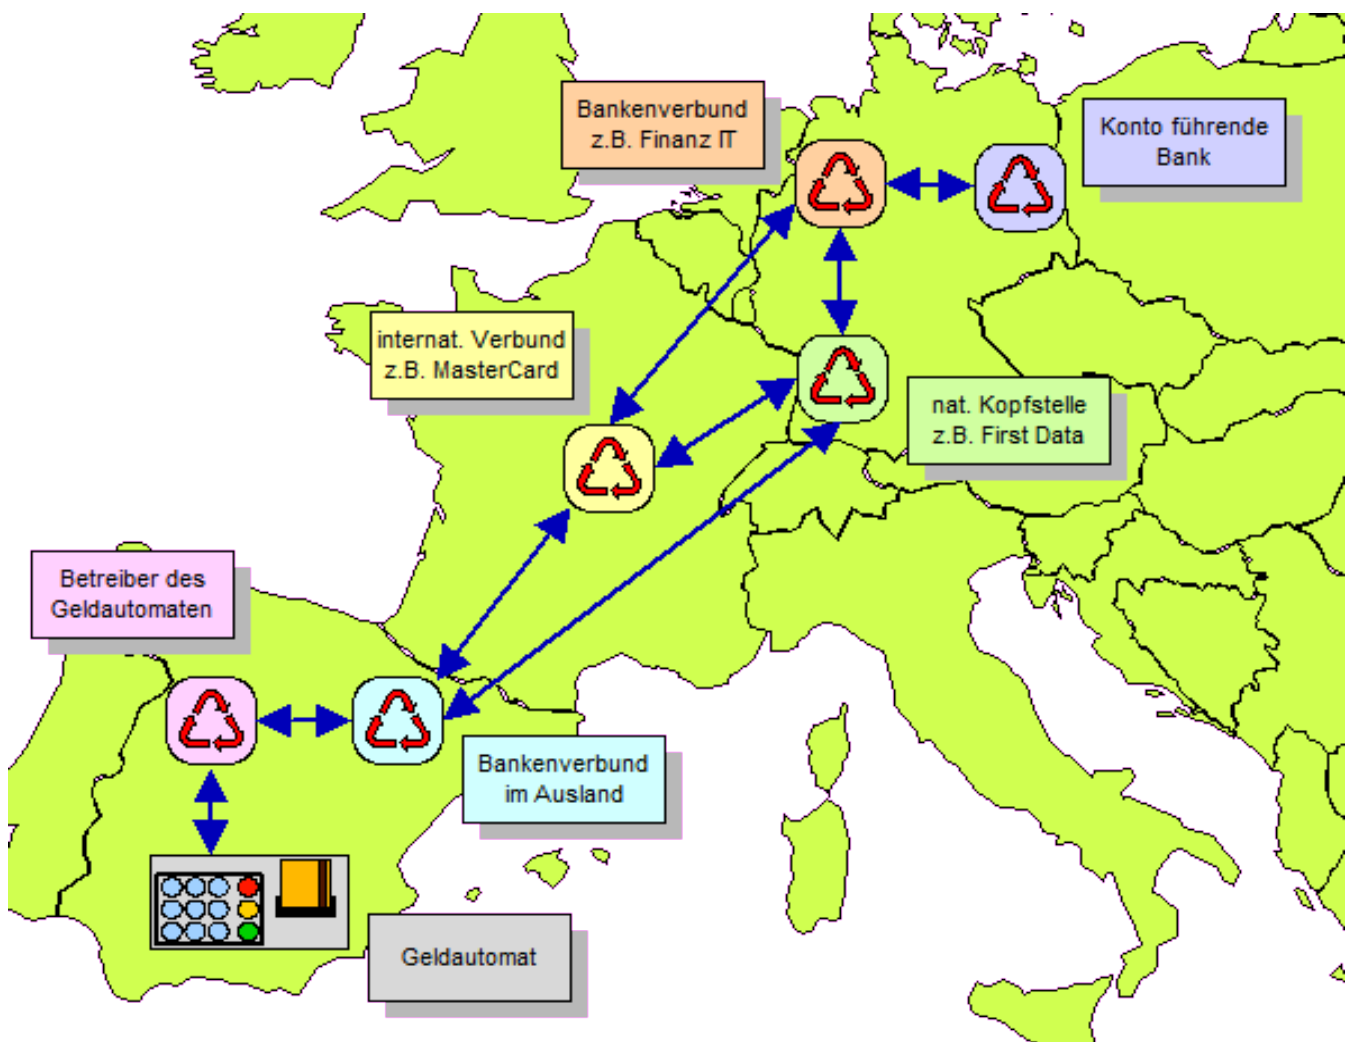 Bankenverbund
z.B. Finanz IT
Konto führende
Bank
internat. Verbund
z.B. MasterCard
nat. Kopfstelle
z.B. First Data
Betreiber des
Geldautomaten
Bankenverbund
im Ausland
Geldautomat